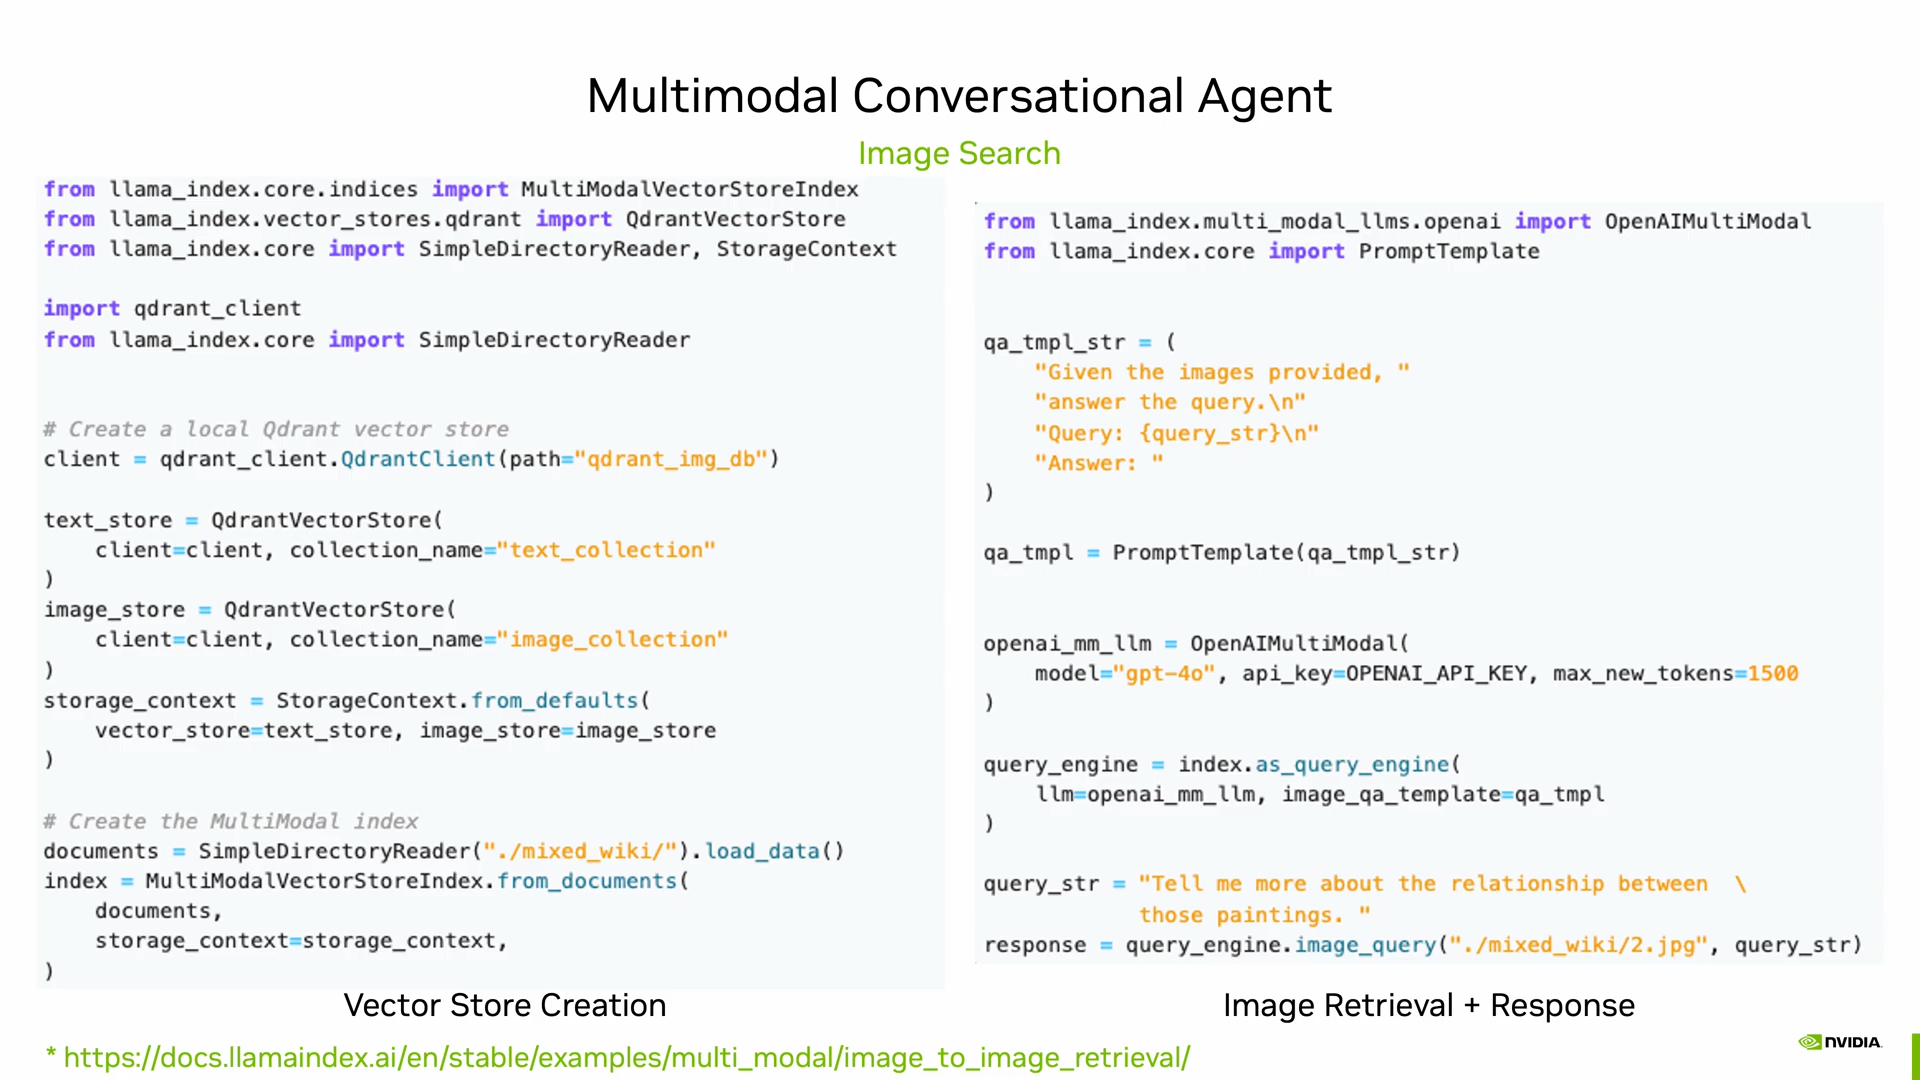 Multimodal Conversational Agent
Image Search
from llama_index.core.indices import MultiModalVectorStoreIndex
from llama_index.vector_stores.qdrant import QdrantVectorStore
from llama_index.core import SimpleDirectoryReader, StorageContext
import qdrant_client
from llama_index.core import SimpleDirectoryReader
# Create a local Qdrant vector store
client = qdrant_client.QdrantClient(path="qdrant_img_db")
text_store = QdrantVectorStore(
    client=client, collection_name="text_collection"
)
image_store = QdrantVectorStore(
    client=client, collection_name="image_collection"
)
storage_context = StorageContext.from_defaults(
    vector_store=text_store, image_store=image_store
)
# Create the MultiModal index
documents = SimpleDirectoryReader("./mixed_wiki/").load_data()
index = MultiModalVectorStoreIndex.from_documents(
    documents,
    storage_context=storage_context,
)
Vector Store Creation
from llama_index.multi_modal_llms.openai import OpenAIMultiModal
from llama_index.core import PromptTemplate
qa_tmpl_str = (
    "Given the images provided, "
    "answer the query.\n"
    "Query: {query_str}\n"
    "Answer: "
)
qa_tmpl = PromptTemplate(qa_tmpl_str)
openai_mm_llm = OpenAIMultiModal(
    model="gpt-4o", api_key=OPENAI_API_KEY, max_new_tokens=1500
)
query_engine = index.as_query_engine(
    llm=openai_mm_llm, image_qa_template=qa_tmpl
)
query_str = "Tell me more about the relationship between  \
            those paintings. "
response = query_engine.image_query("./mixed_wiki/2.jpg", query_str)
Image Retrieval + Response
* https://docs.llamaindex.ai/en/stable/examples/multi_modal/image_to_image_retrieval/
NVIDIA